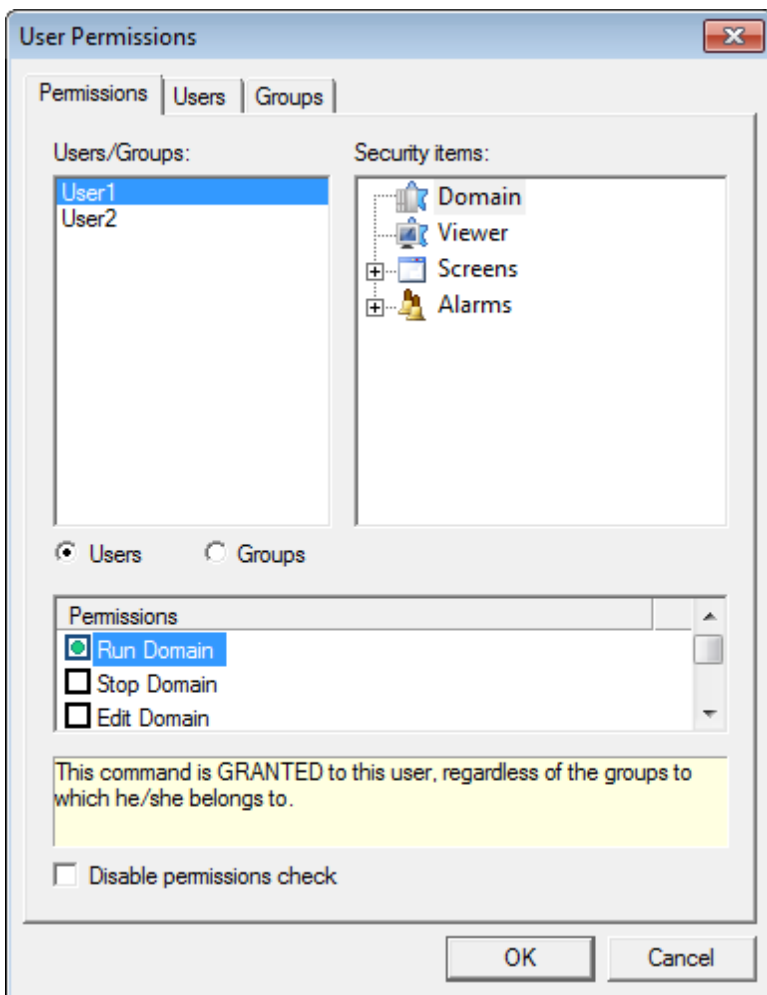 User Permissions
Permissions Users Groups
Users/Groups: Security items:
User1
User2
Domain
Viewer
Screens
Alarms
Users Groups
Permissions
Run Domain
Stop Domain
Edit Domain
This command is GRANTED to this user, regardless of the groups to
which he/she belongs to.
Disable permissions check
OK Cancel